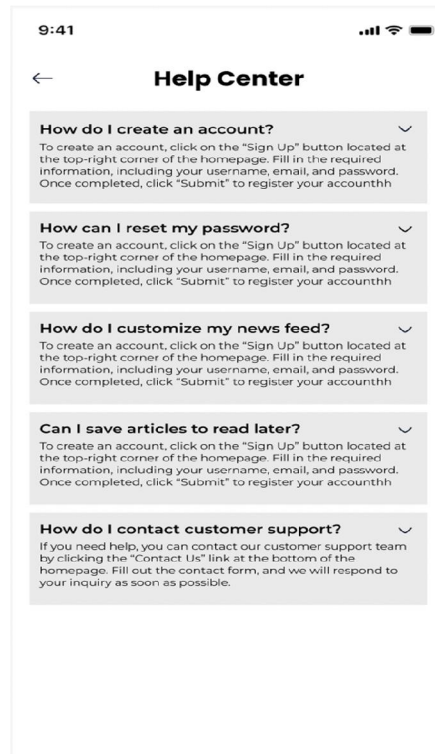 9:41
Help Center
How do I create an account?
To create an account, click on the “Sign Up” button located at
the top-right corner of the homepage. Fill in the required
information, including your username, email, and password.
Once completed, click “Submit” to register your accounthh
How can I reset my password?
To create an account, click on the “Sign Up” button located at
the top-right corner of the homepage. Fill in the required
information, including your username, email, and password.
Once completed, click “Submit” to register your accounthh
How do I customize my news feed?
To create an account, click on the “Sign Up” button located at
the top-right corner of the homepage. Fill in the required
information, including your username, email, and password.
Once completed, click “Submit” to register your accounthh
Can I save articles to read later?
To create an account, click on the “Sign Up” button located at
the top-right corner of the homepage. Fill in the required
information, including your username, email, and password.
Once completed, click “Submit” to register your accounthh
How do I contact customer support?
If you need help, you can contact our customer support team
by clicking the “Contact Us” link at the bottom of the
homepage. Fill out the contact form, and we will respond to
your inquiry as soon as possible.